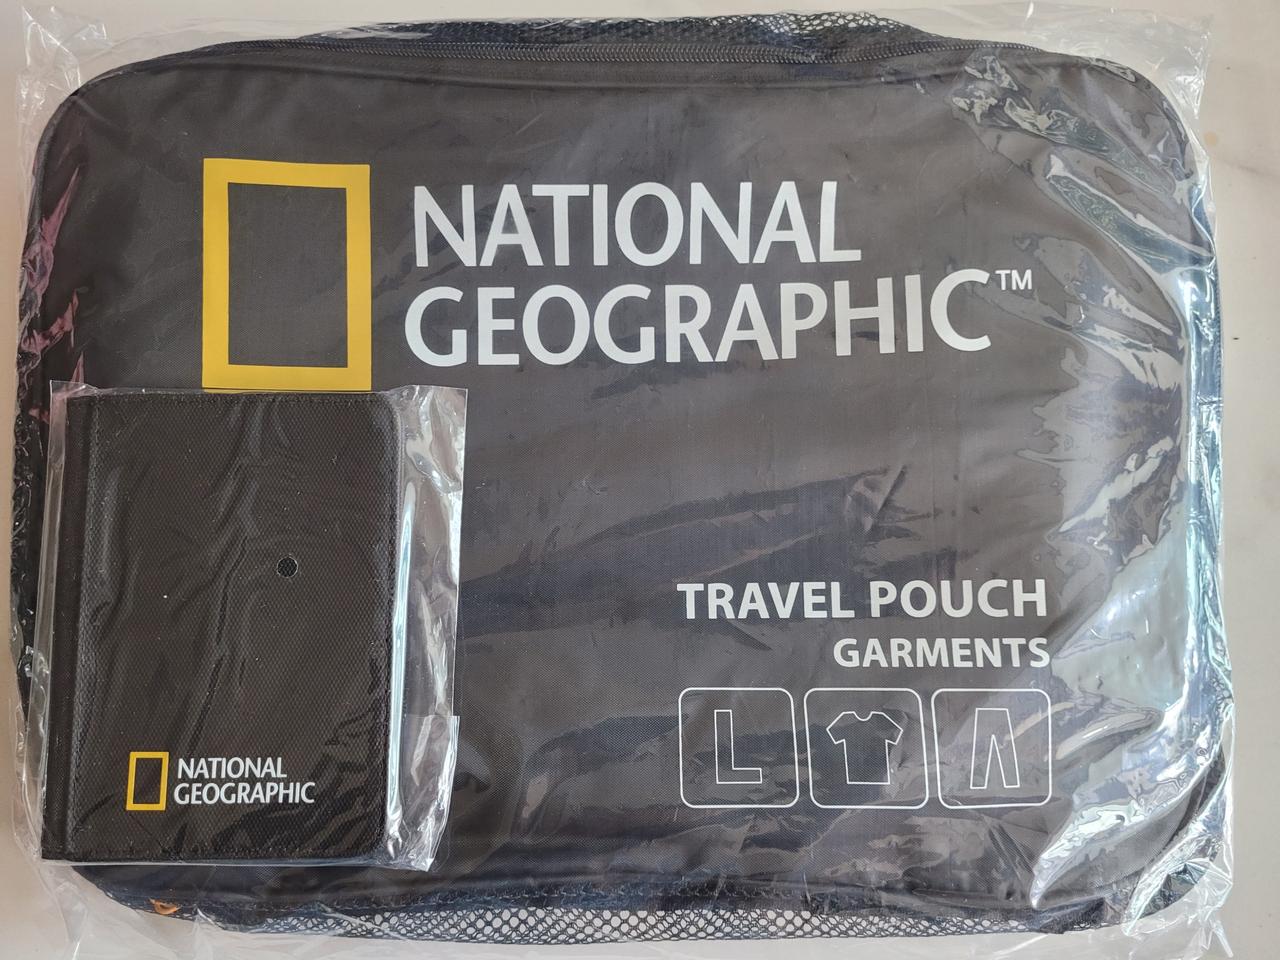 NATIONAL
GEOGRAPHIC™
TRAVEL POUCH
GARMENTS
L
NATIONAL
GEOGRAPHIC